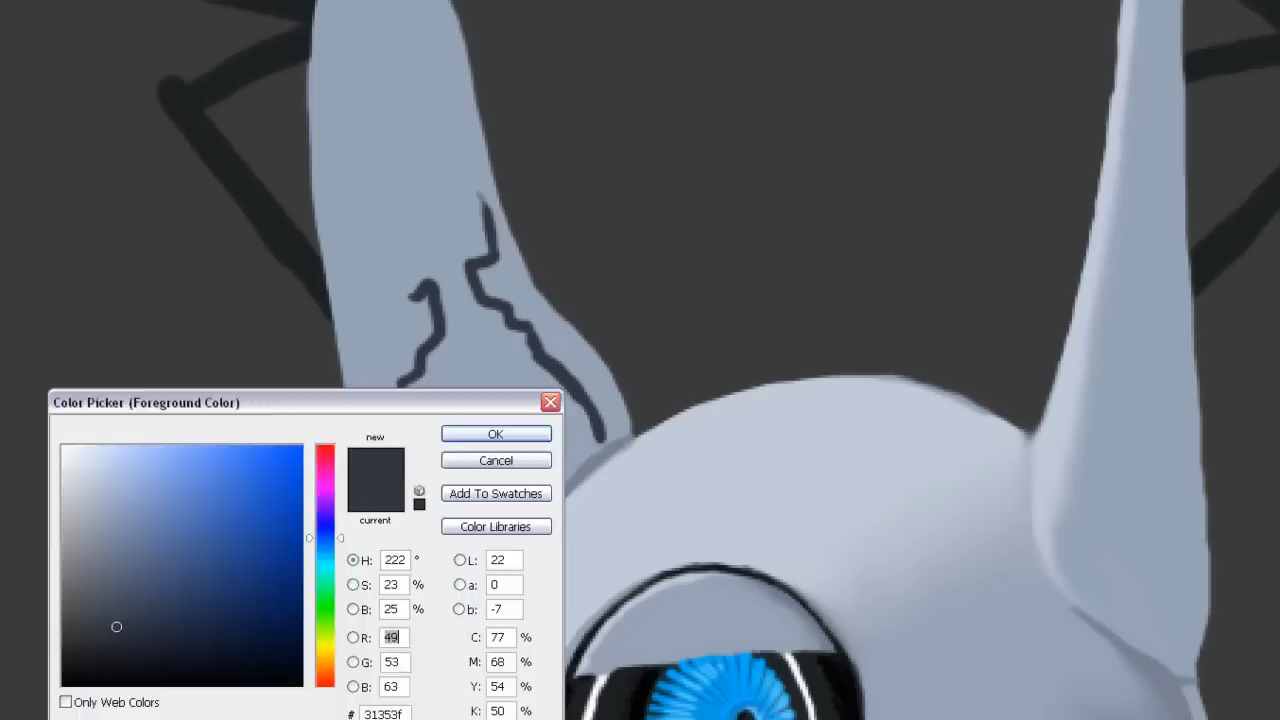 Color Picker (Foreground Color)
new
current
OK
Cancel
Add To Swatches
Color Libraries
H: 222 °
S: 23 %
B: 25 %
R: 49
G: 53
B: 63
# 31353f
L: 22
a: 0
b: -7
C: 77 %
M: 68 %
Y: 54 %
K: 50 %
Only Web Colors